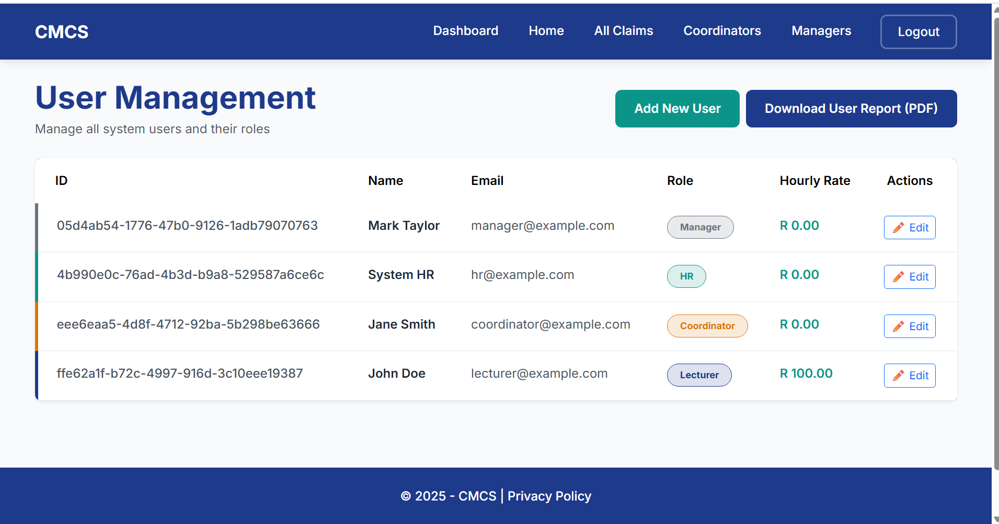 CMCS Dashboard Home All Claims Coordinators Managers Logout
User Management
Manage all system users and their roles
Add New User Download User Report (PDF)
ID Name Email Role Hourly Rate Actions
05d4ab54-1776-47b0-9126-1adb79070763 Mark Taylor manager@example.com Manager R 0.00 Edit
4b990e0c-76ad-4b3d-b9a8-529587a6ce6c System HR hr@example.com HR R 0.00 Edit
eee6eaa5-4d8f-4712-92ba-5b298be63666 Jane Smith coordinator@example.com Coordinator R 0.00 Edit
ffe62a1f-b72c-4997-916d-3c10eee19387 John Doe lecturer@example.com Lecturer R 100.00 Edit
© 2025 - CMCS | Privacy Policy